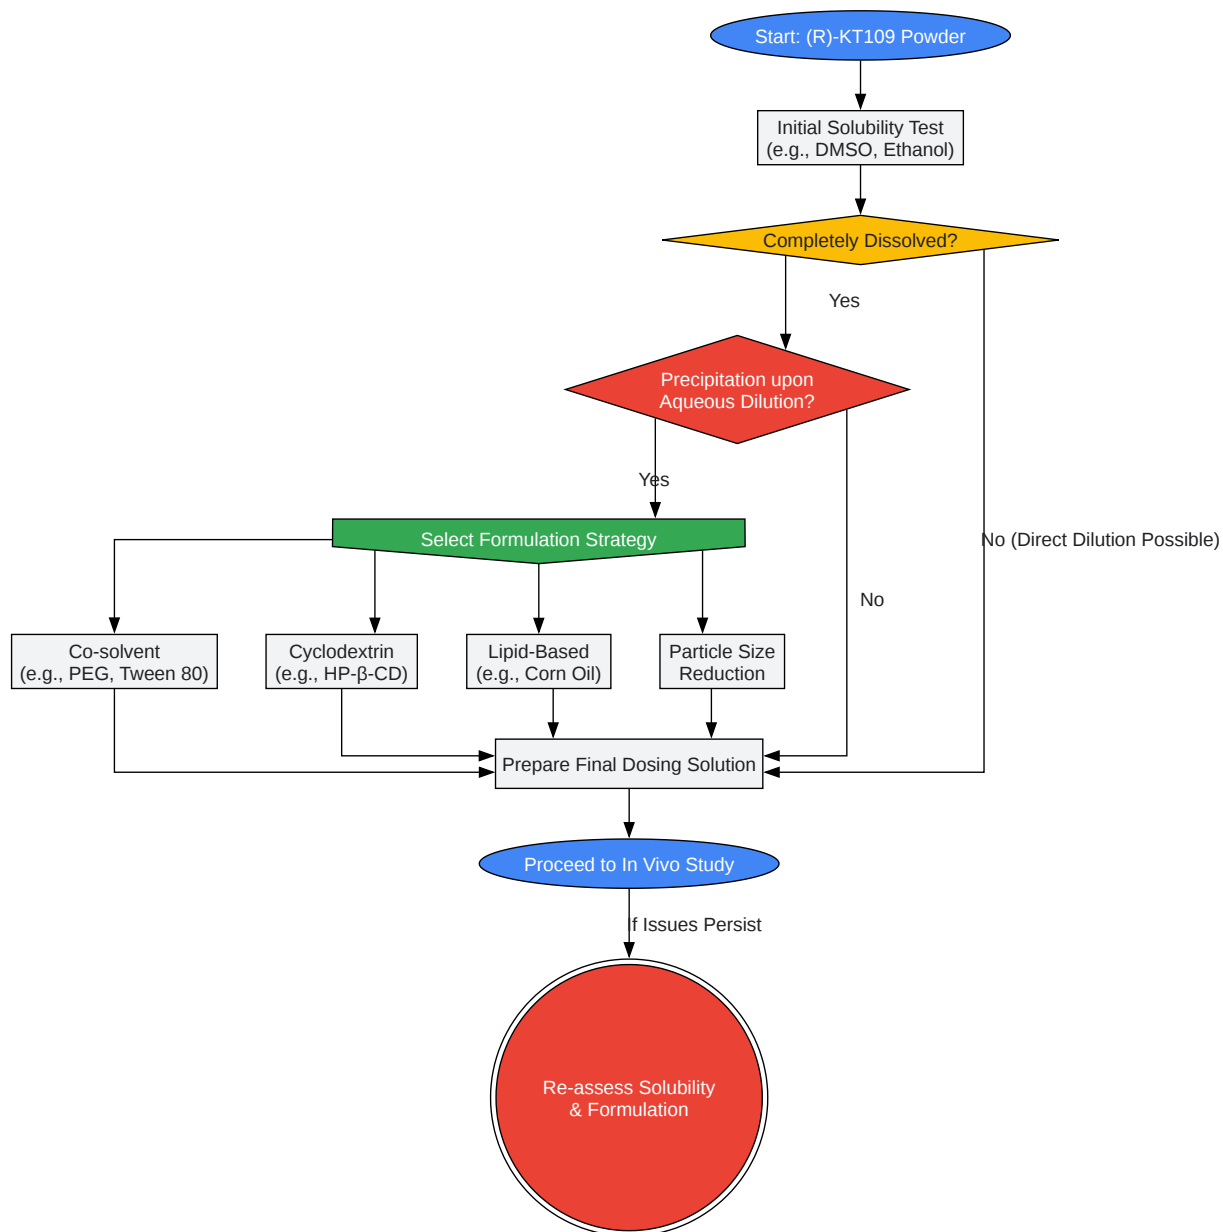 Start: (R)-KT109 Powder
Initial Solubility Test
(e.g., DMSO, Ethanol)
Completely Dissolved?
Yes
Precipitation upon
Aqueous Dilution?
Yes
Select Formulation Strategy
No (Direct Dilution Possible)
No
Co-solvent
(e.g., PEG, Tween 80)
Cyclodextrin
(e.g., HP-β-CD)
Lipid-Based
(e.g., Corn Oil)
Particle Size
Reduction
Prepare Final Dosing Solution
Proceed to In Vivo Study
If Issues Persist
Re-assess Solubility
& Formulation